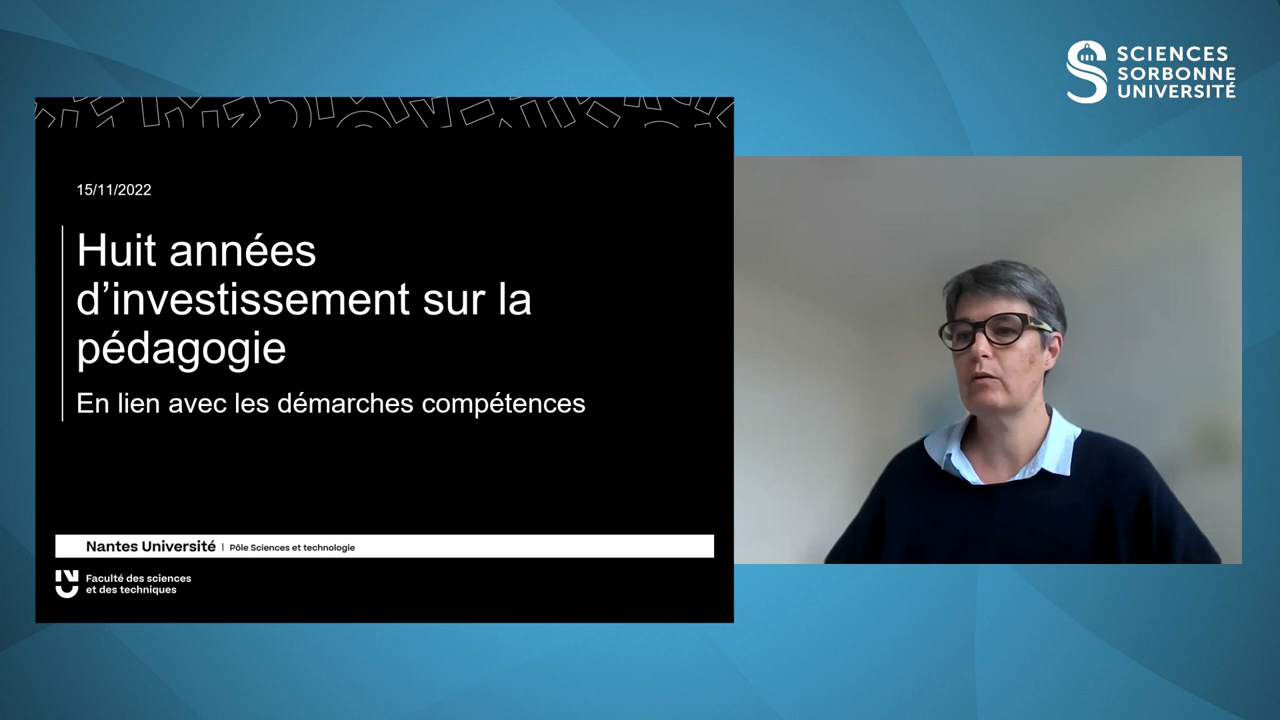 SCIENCES
SORBONNE
UNIVERSITÉ
15/11/2022
Huit années
d’investissement sur la
pédagogie
En lien avec les démarches compétences
Nantes Université | Pôle Sciences et technologie
Faculté des sciences
et des techniques